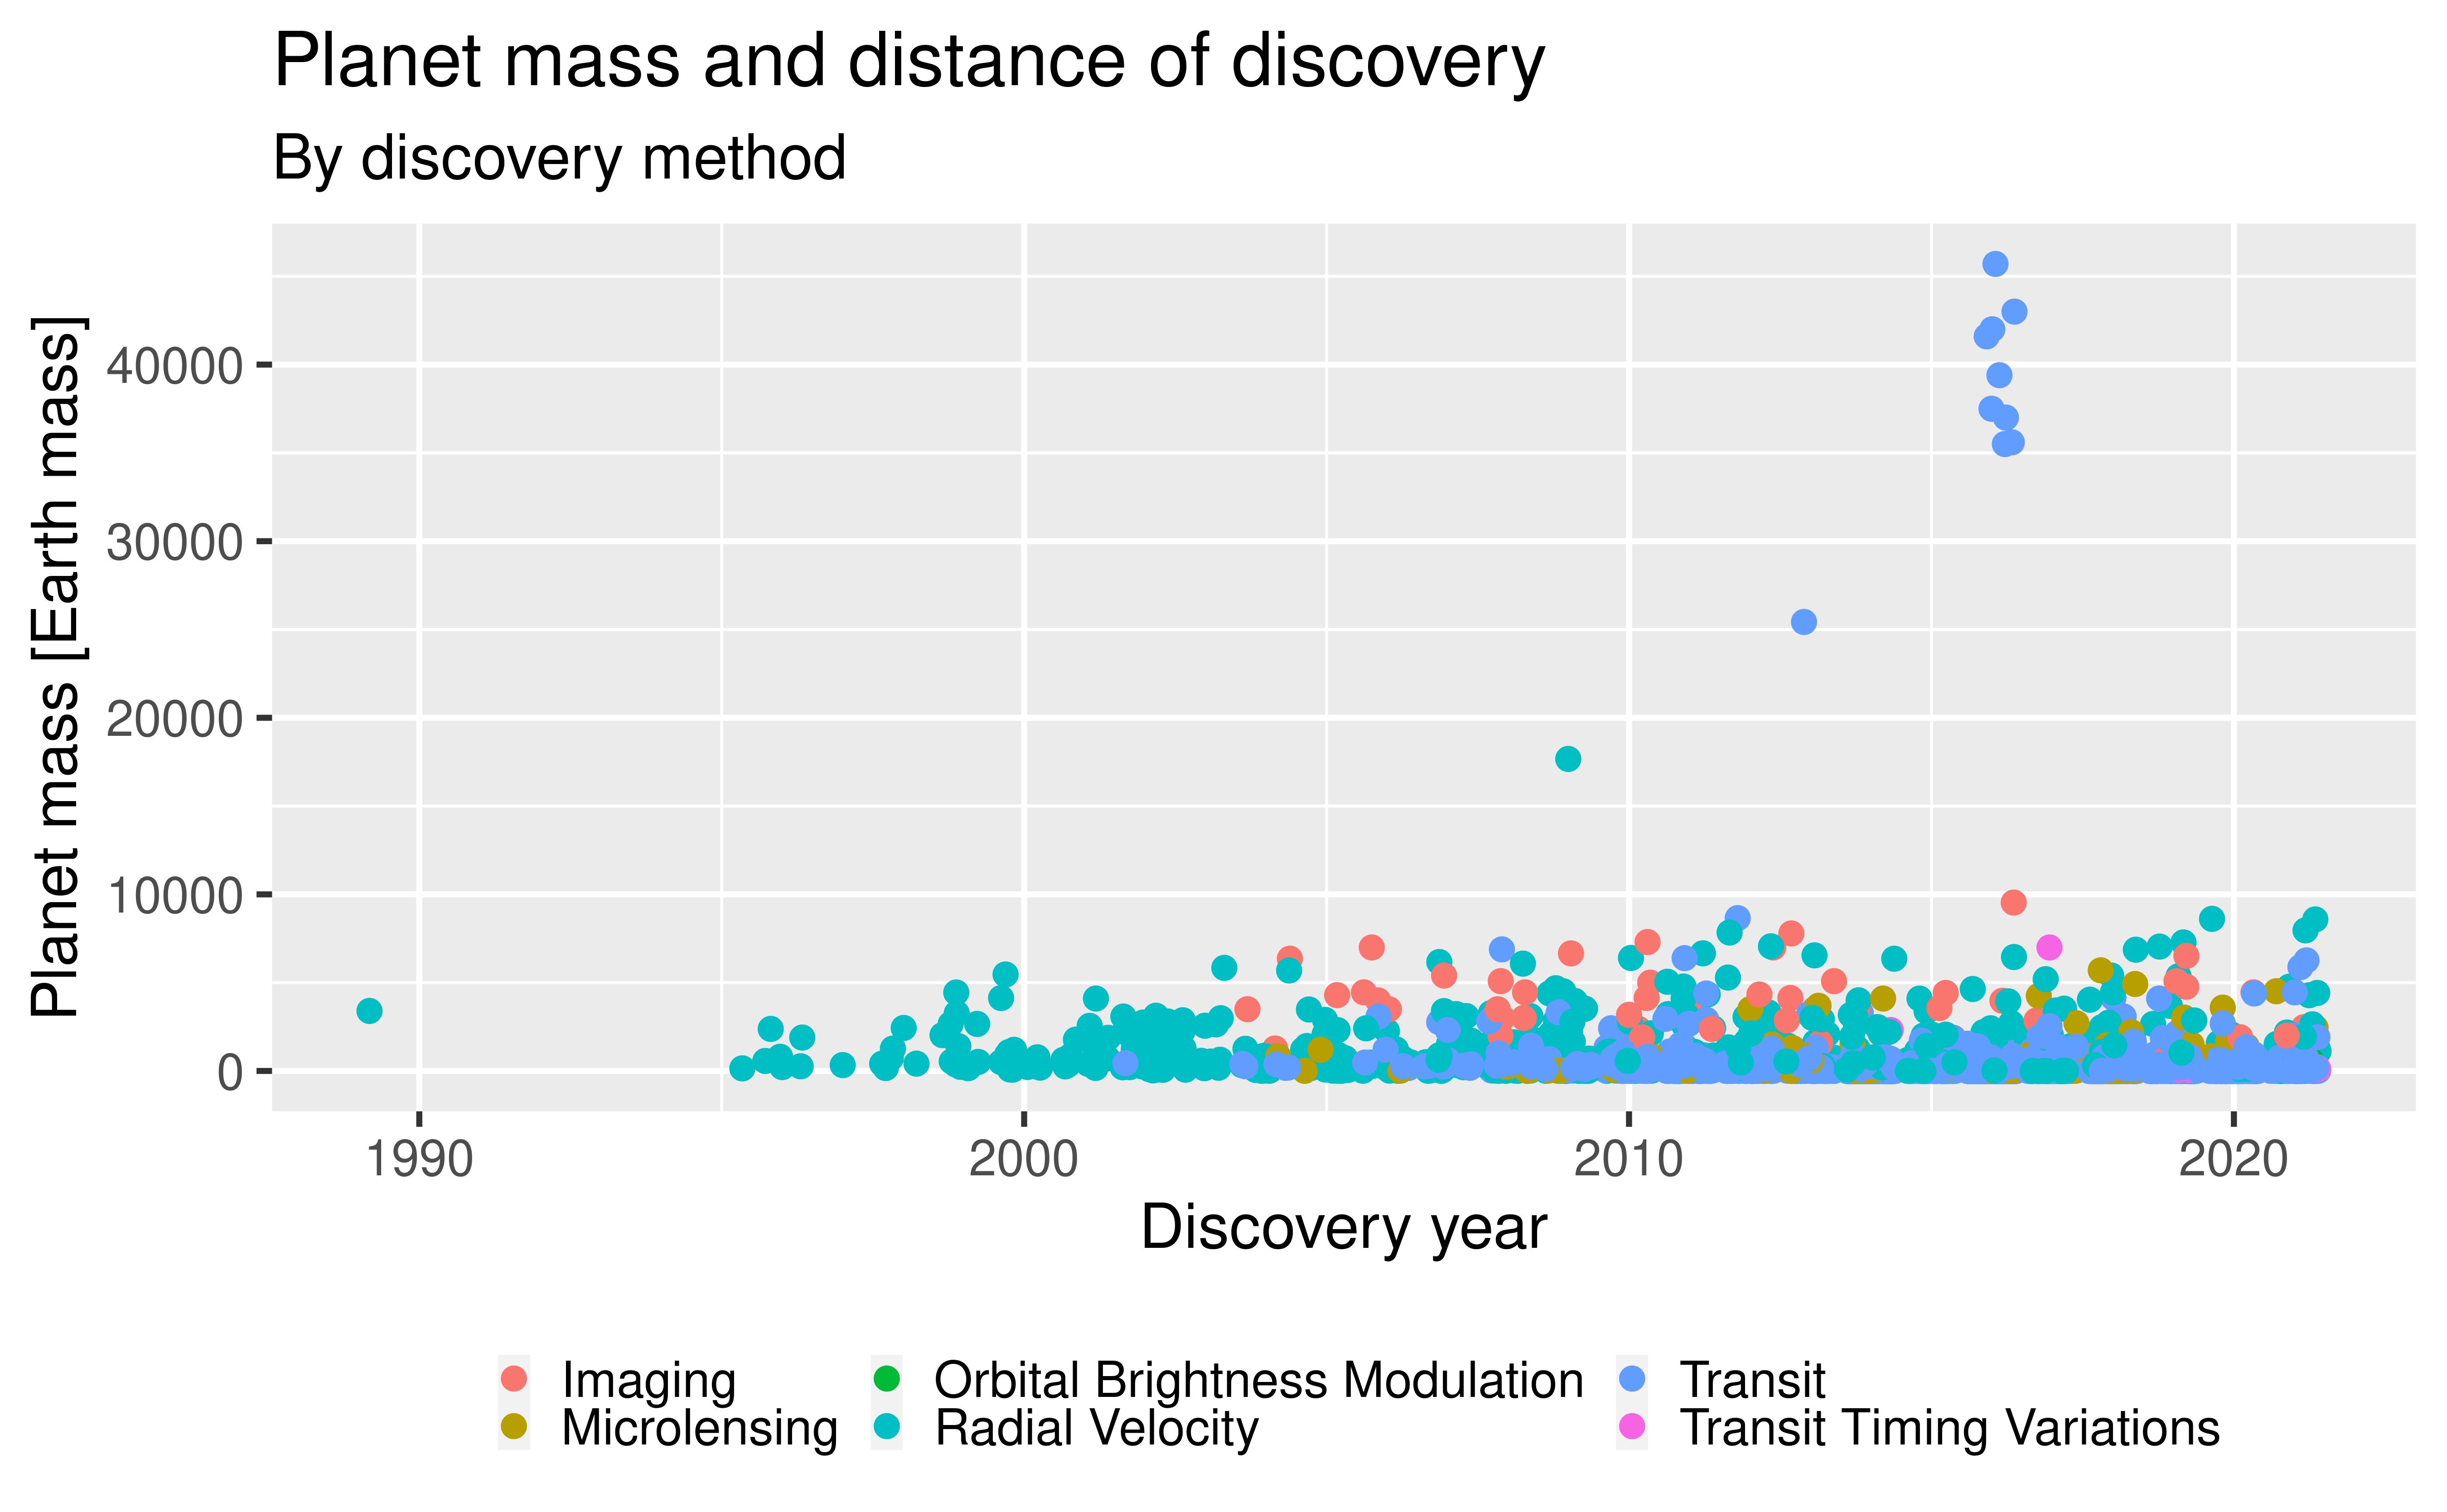 Planet mass and distance of discovery
By discovery method
Planet mass [Earth mass]
40000
30000
20000
10000
0
1990 2000 2010 2020
Discovery year
Imaging Orbital Brightness Modulation Transit
Microlensing Radial Velocity Transit Timing Variations